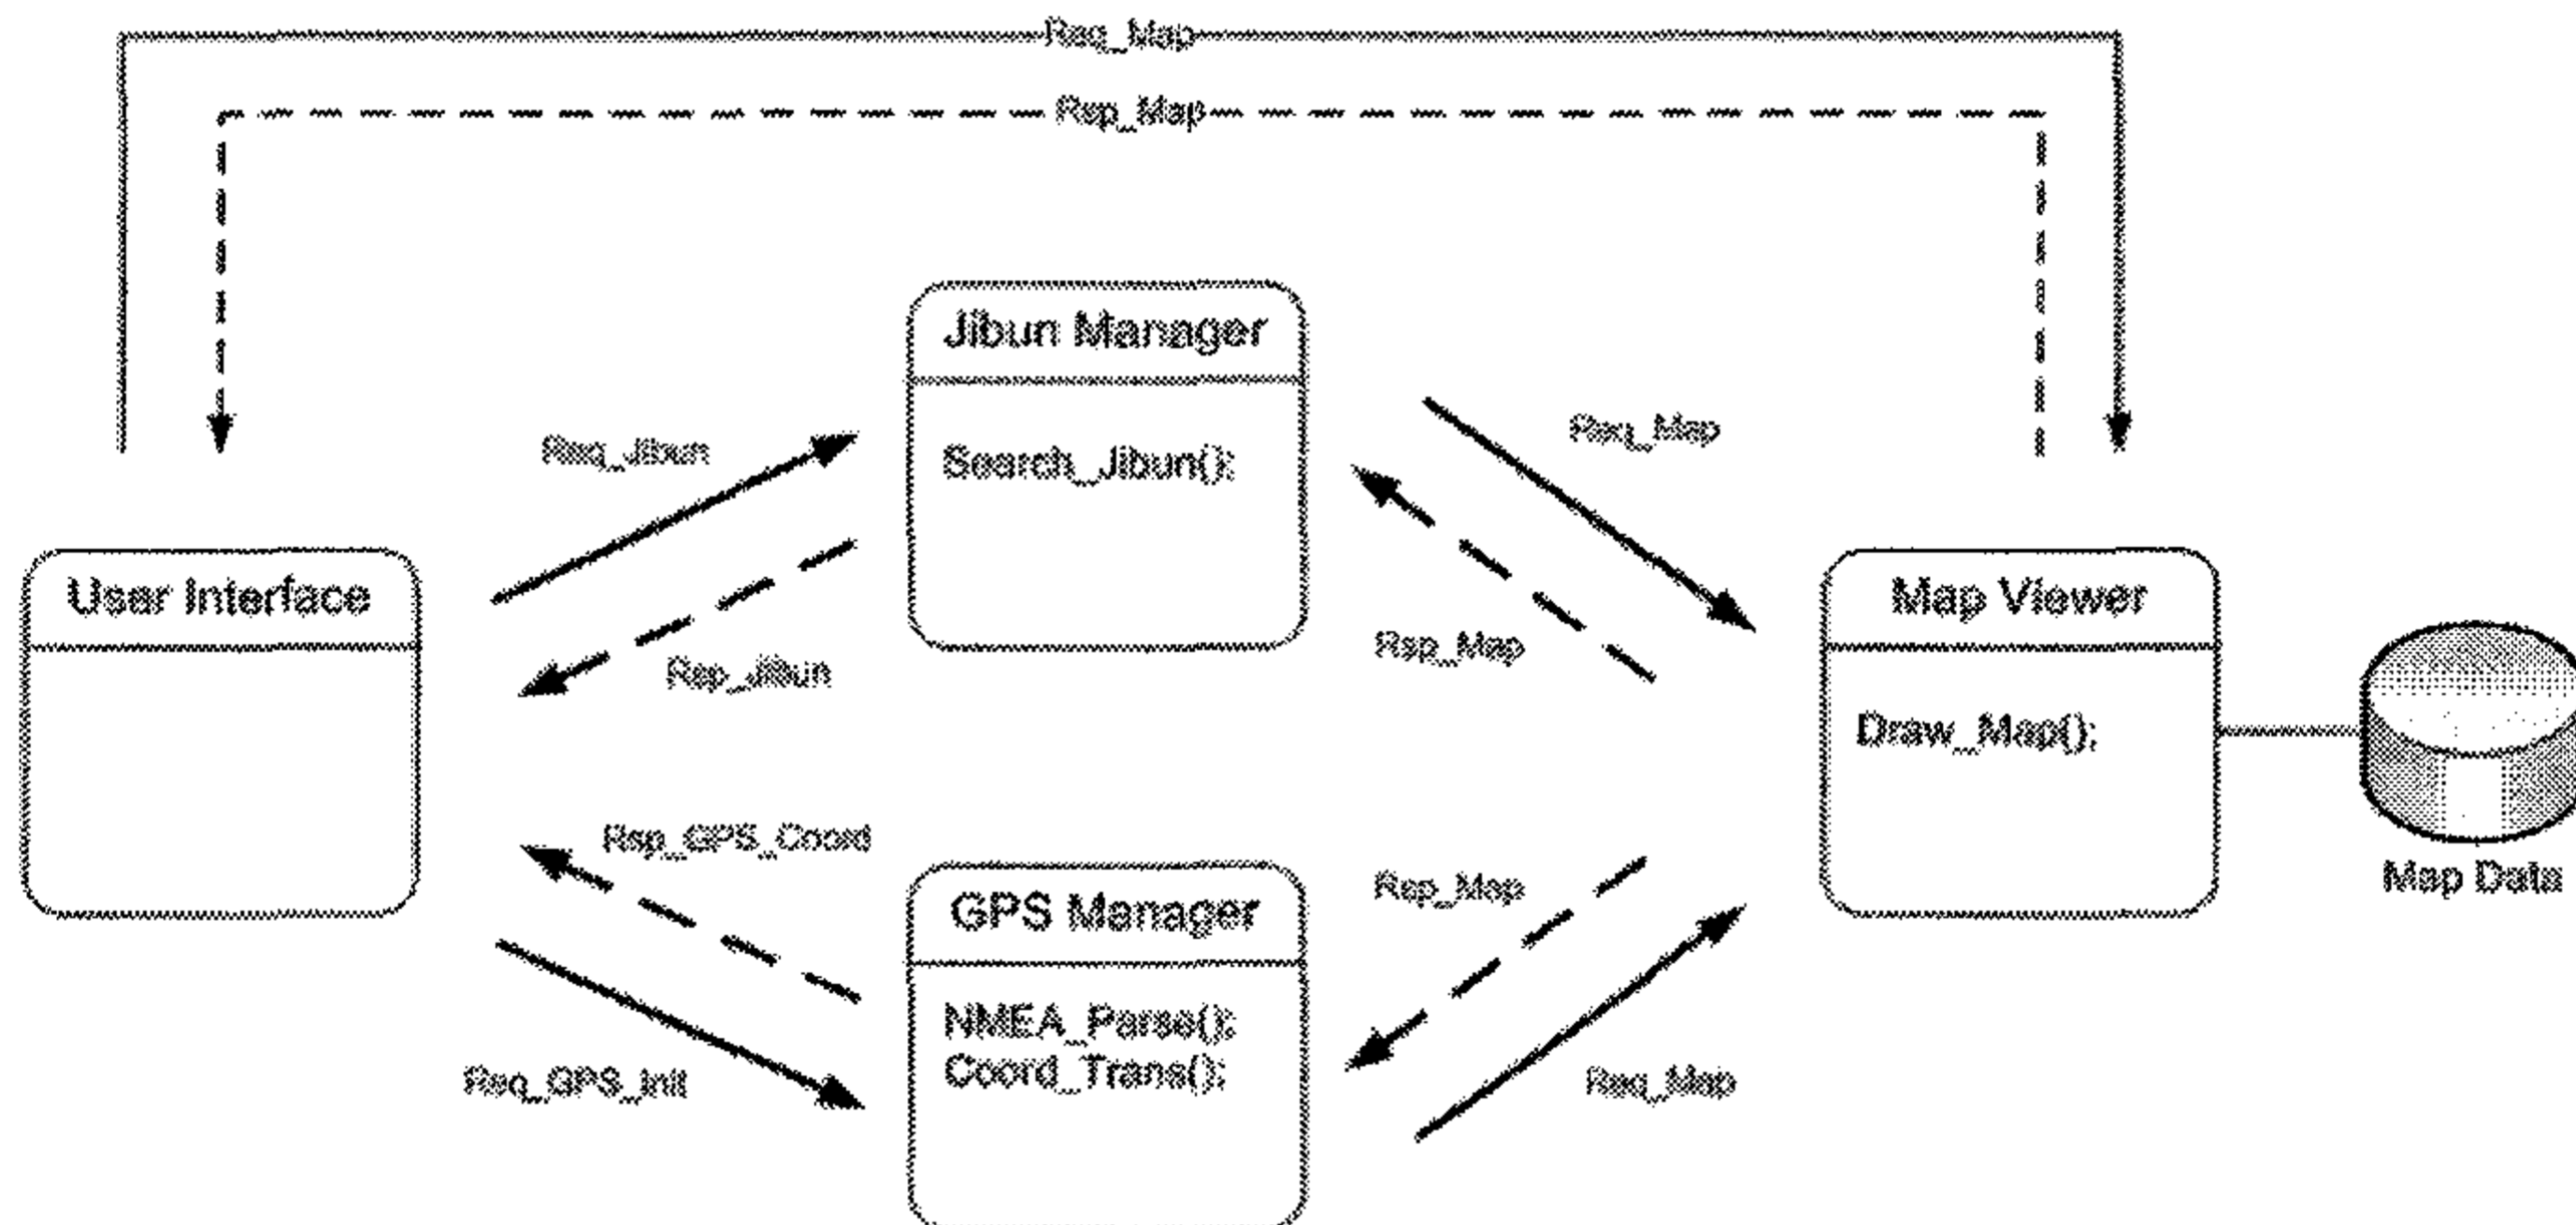 Req_Map
Rsp_Map
Jibun Manager
Search_Jibun();
Req_Jibun
Rsp_Jibun
Req_Map
Rsp_Map
User Interface
Map Viewer
Draw_Map();
Map Data
Rsp_GPS_Coord
Req_GPS_Init
GPS Manager
NMEA_Parse();
Coord_Trans();
Rsp_Map
Req_Map